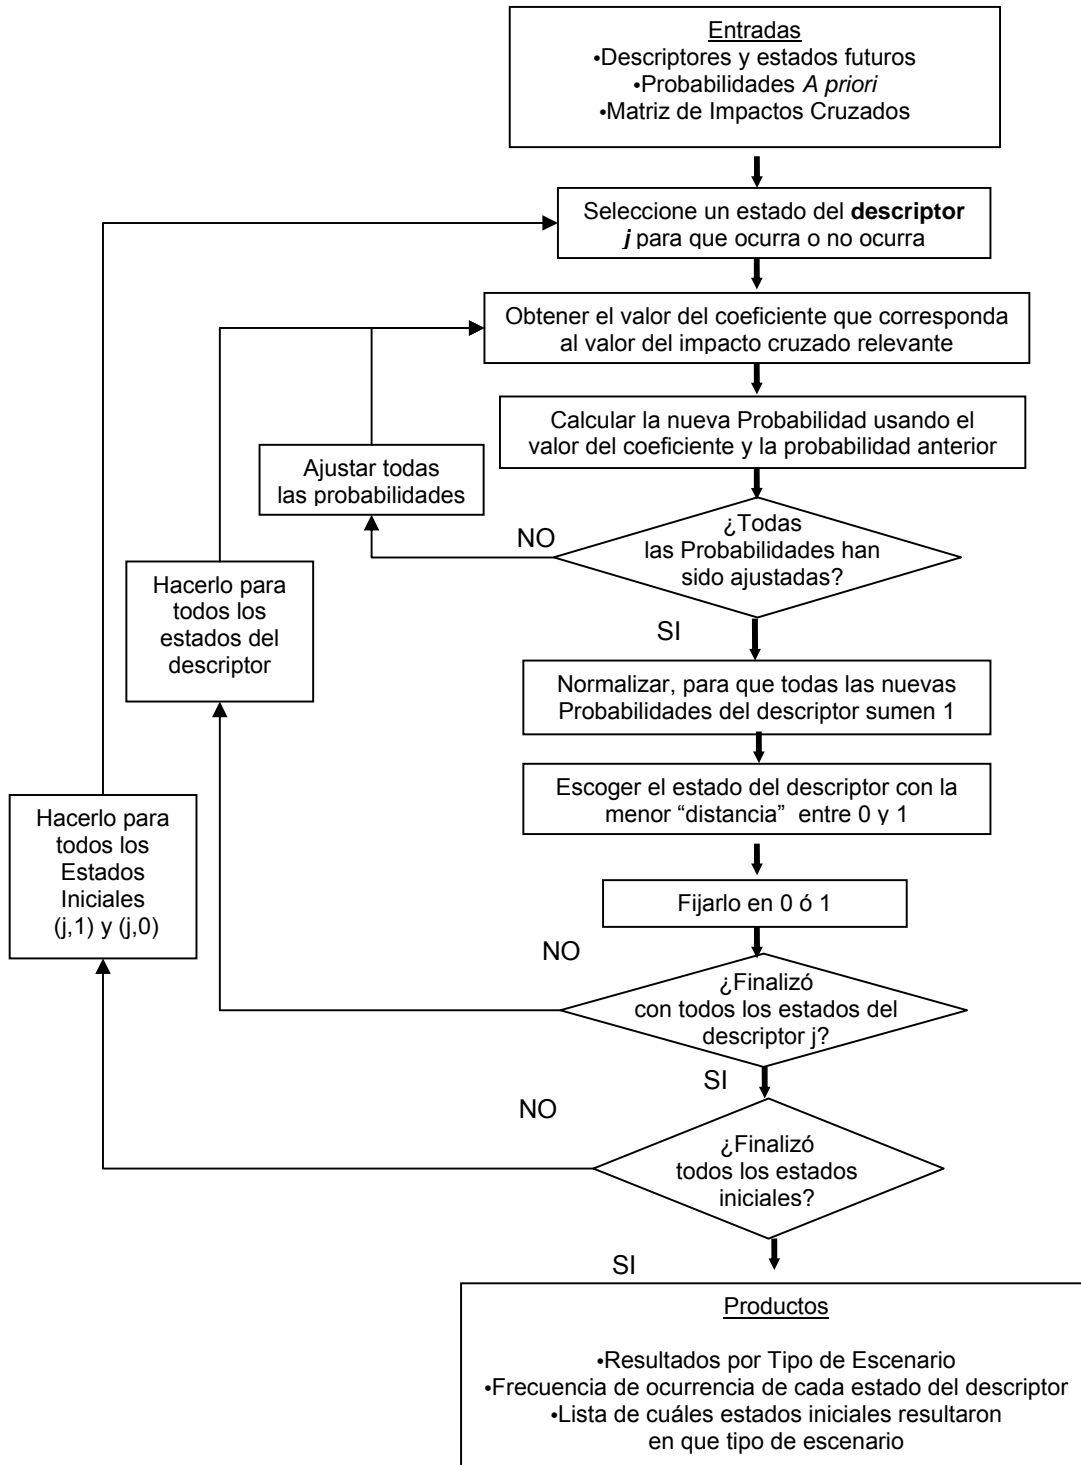 Entradas
•Descriptores y estados futuros
•Probabilidades A priori
•Matriz de Impactos Cruzados
Seleccione un estado del descriptor
j para que ocurra o no ocurra
Obtener el valor del coeficiente que corresponda
al valor del impacto cruzado relevante
Calcular la nueva Probabilidad usando el
valor del coeficiente y la probabilidad anterior
Ajustar todas
las probabilidades
¿Todas
las Probabilidades han
sido ajustadas?
NO
Hacerlo para
todos los
estados del
descriptor
SI
Normalizar, para que todas las nuevas
Probabilidades del descriptor sumen 1
Escoger el estado del descriptor con la
menor “distancia” entre 0 y 1
Hacerlo para
todos los
Estados
Iniciales
(j,1) y (j,0)
Fijarlo en 0 ó 1
NO
¿Finalizó
con todos los estados del
descriptor j?
SI
NO
¿Finalizó
todos los estados
iniciales?
SI
Productos
•Resultados por Tipo de Escenario
•Frecuencia de ocurrencia de cada estado del descriptor
•Lista de cuáles estados iniciales resultaron
en que tipo de escenario